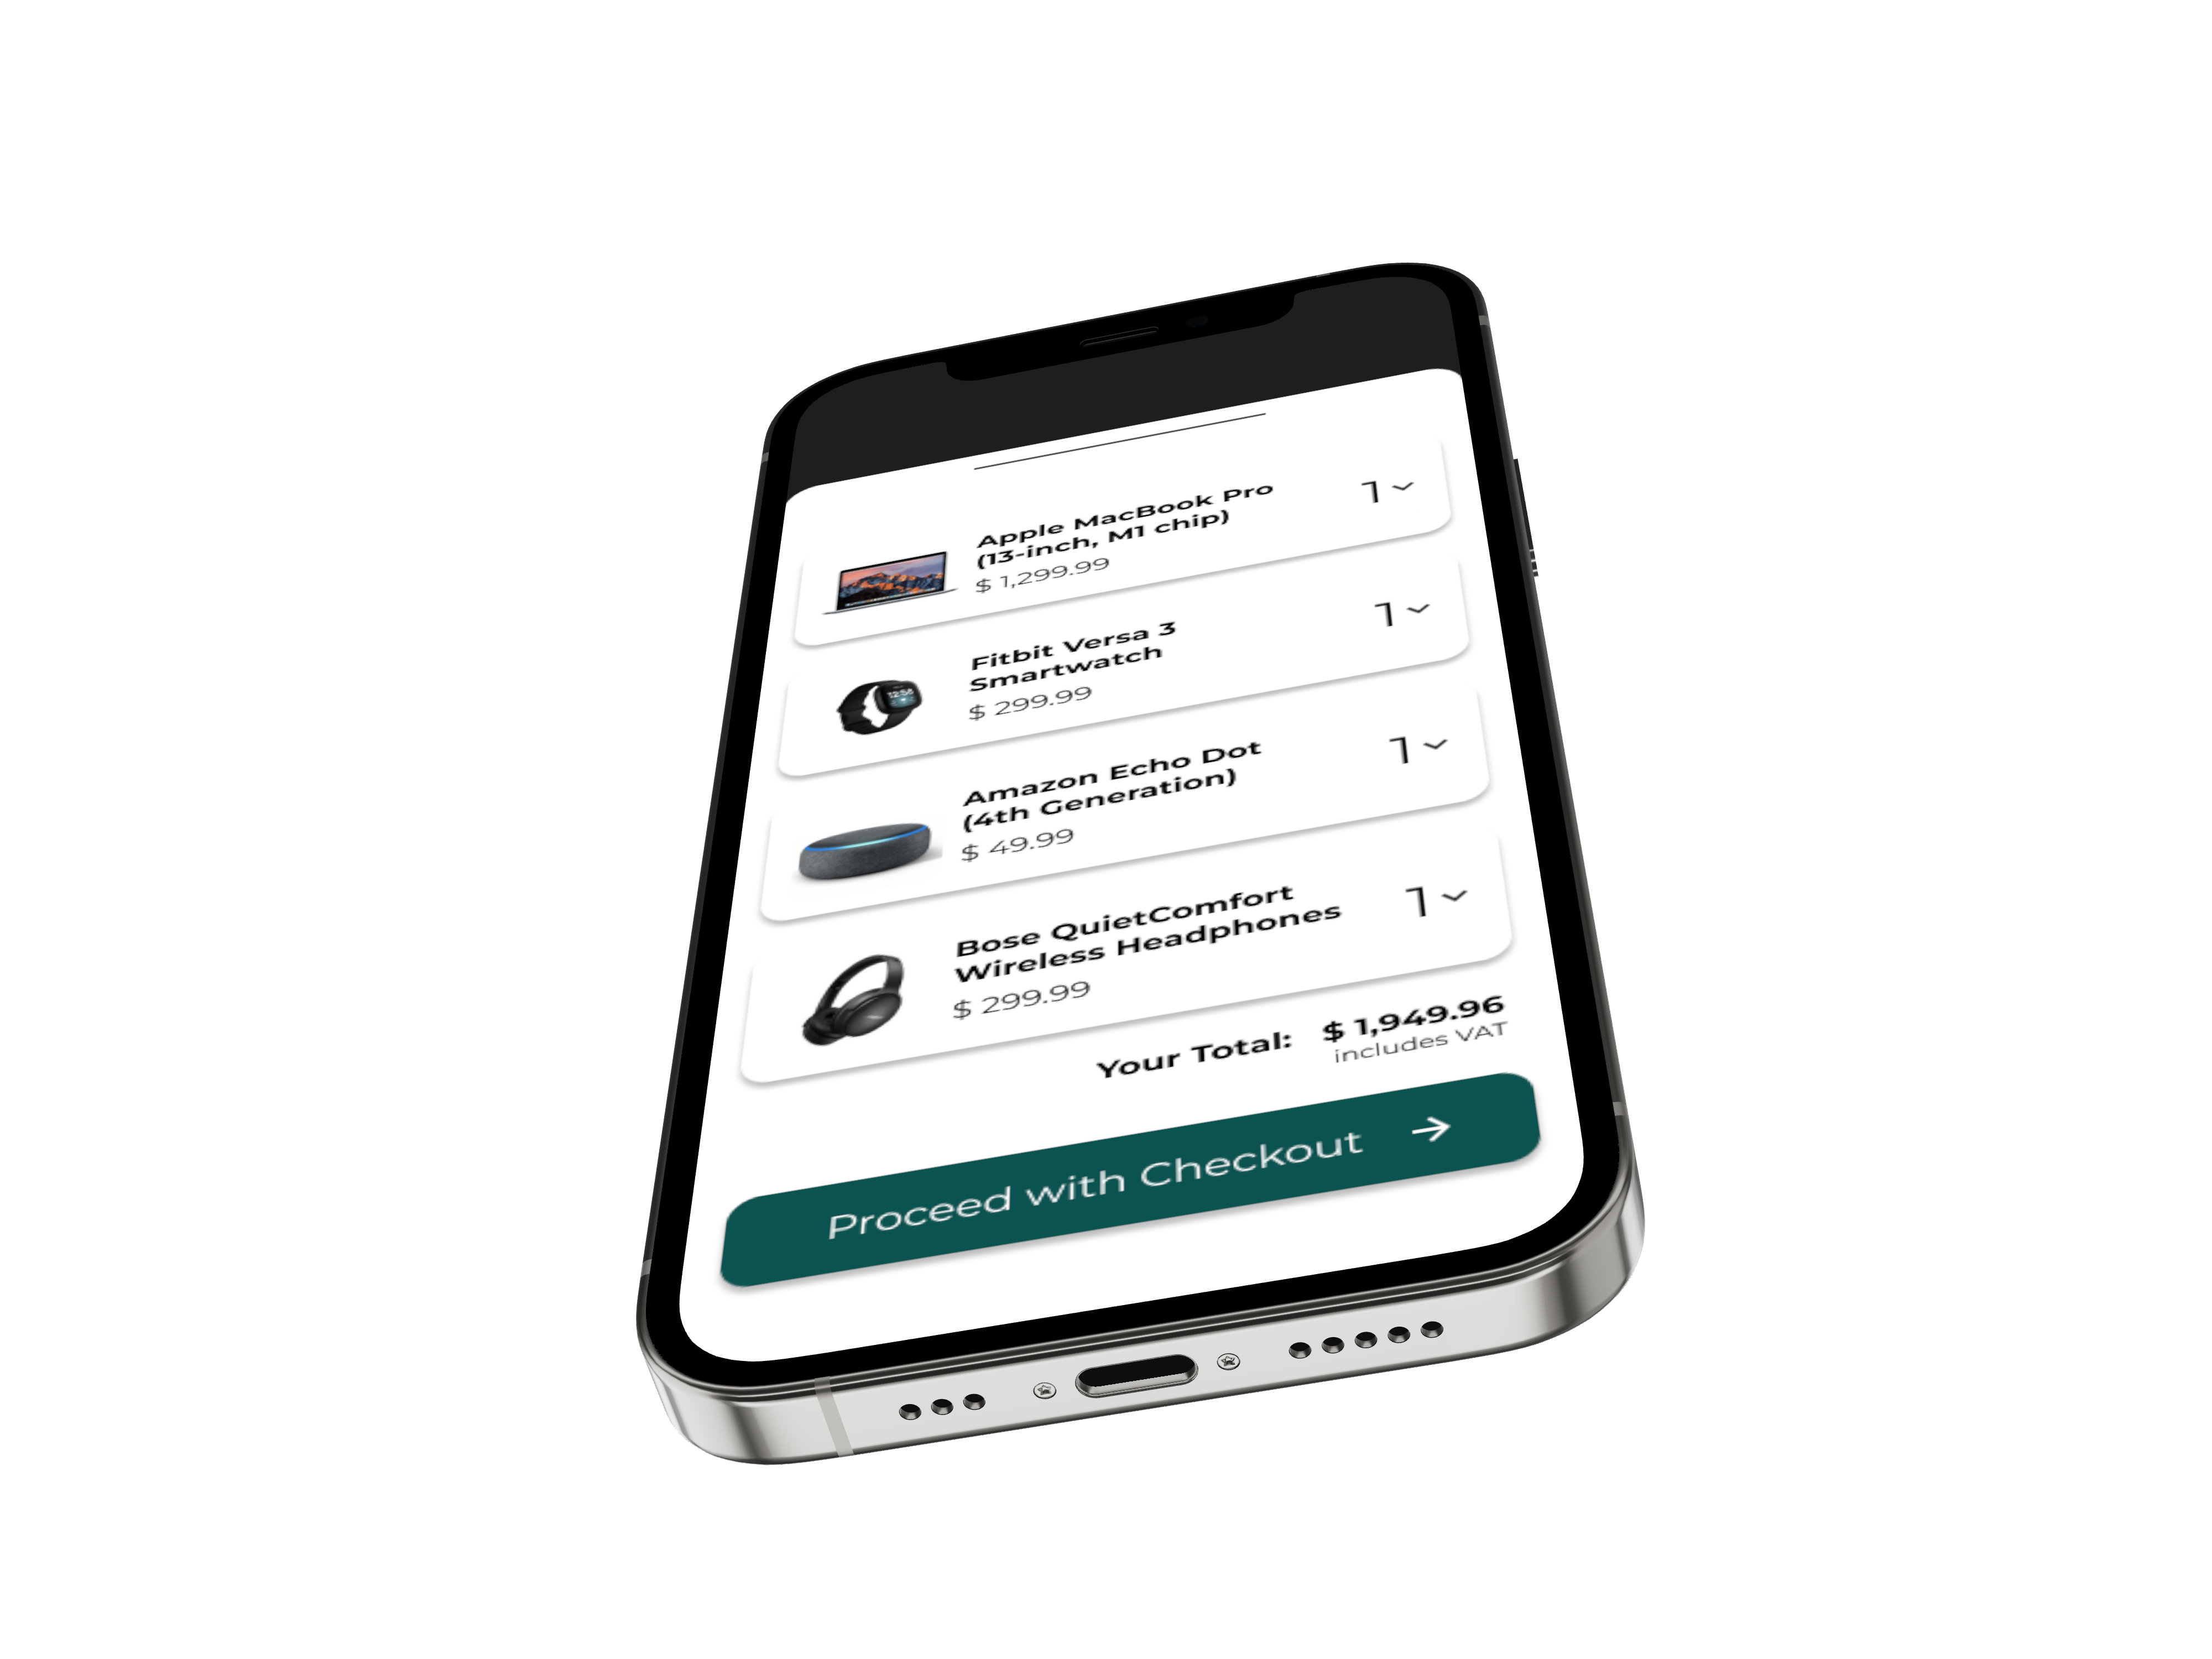 Apple MacBook Pro
(13-inch, M1 chip)
$ 1,299.99
1
Fitbit Versa 3
Smartwatch
$ 299.99
1
Amazon Echo Dot
(4th Generation)
$ 49.99
1
Bose QuietComfort
Wireless Headphones
$ 299.99
1
Your Total: $ 1,949.96
includes VAT
Proceed with Checkout